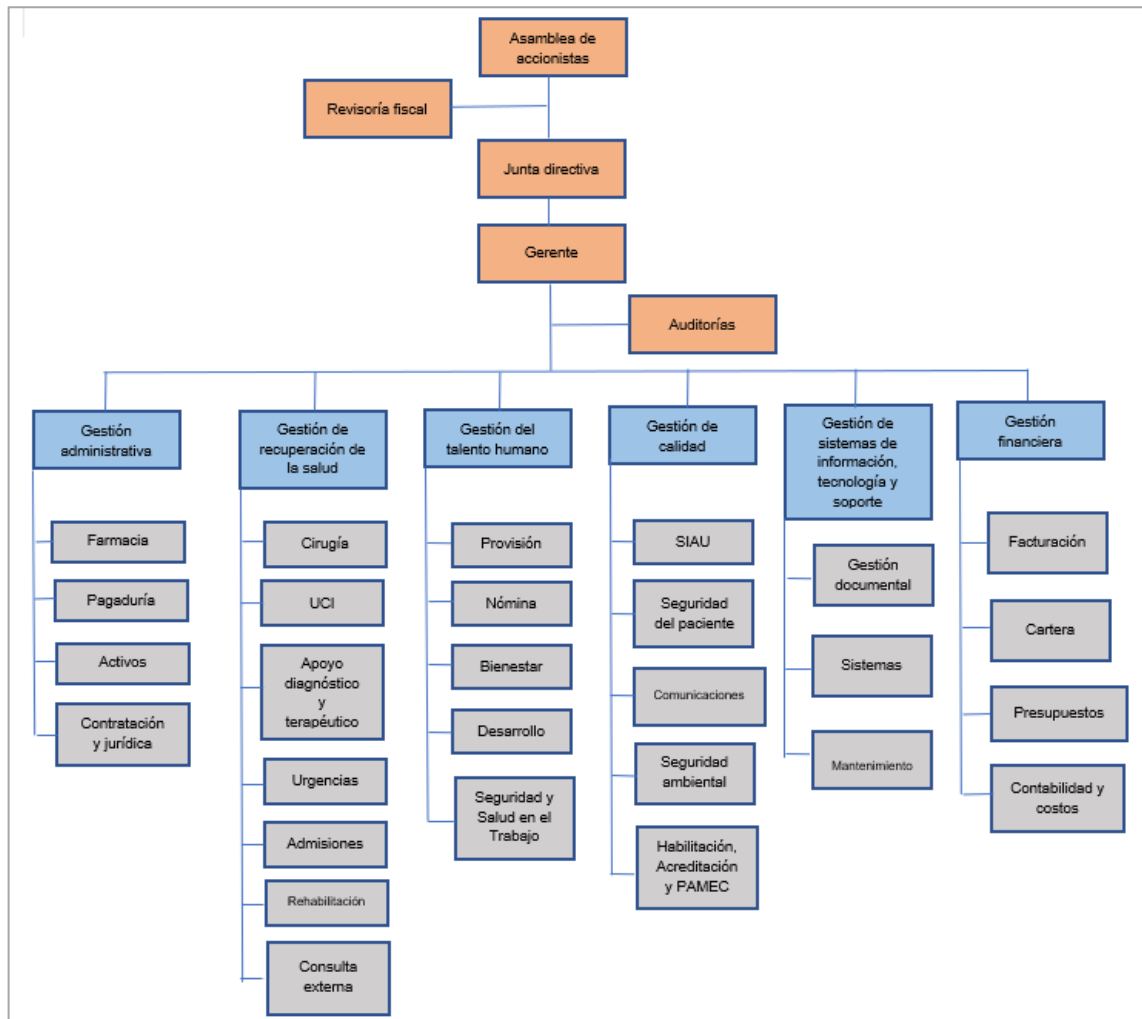 Asamblea de
accionistas
Revisoría fiscal
Junta directiva
Gerente
Auditorías
Gestión
administrativa
Farmacia
Pagaduría
Activos
Contratación
y jurídica
Gestión de
recuperación de
la salud
Cirugía
UCI
Apoyo
diagnóstico
y
terapéutico
Urgencias
Admisiones
Rehabilitación
Consulta
externa
Gestión del
talento humano
Provisión
Nómina
Bienestar
Desarrollo
Seguridad y
Salud en el
Trabajo
Gestión de
calidad
SIAU
Seguridad
del paciente
Comunicaciones
Seguridad
ambiental
Habilitación,
Acreditación
y PAMEC
Gestión de
sistemas de
información,
tecnología y
soporte
Gestión
documental
Sistemas
Mantenimiento
Gestión
financiera
Facturación
Cartera
Presupuestos
Contabilidad y
costos